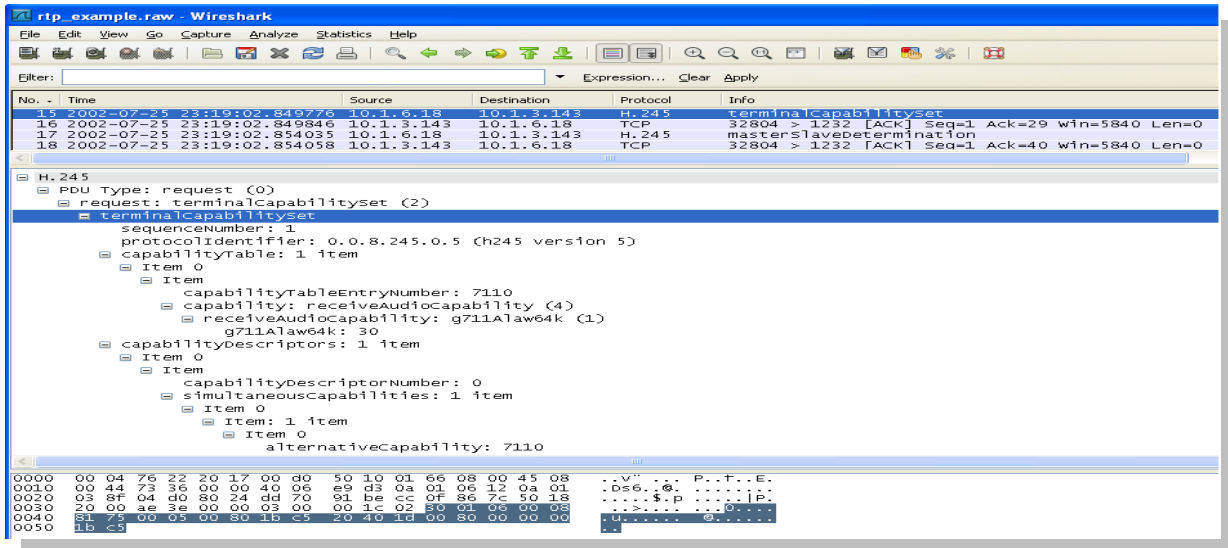 rtp_example.raw - Wireshark
File Edit View Go Capture Analyze Statistics Help
Filter: Expression... Clear Apply
No. - Time Source Destination Protocol Info
15 2002-07-25 23:19:02.849776 10.1.6.18 10.1.3.143 H.245 terminalCapabilitySet
16 2002-07-25 23:19:02.849846 10.1.3.143 10.1.6.18 TCP 32804 > 1232 [ACK] Seq=1 Ack=29 Win=5840 Len=0
17 2002-07-25 23:19:02.854035 10.1.6.18 10.1.3.143 H.245 masterSlaveDetermination
18 2002-07-25 23:19:02.854058 10.1.3.143 10.1.6.18 TCP 32804 > 1232 [ACK] Seq=1 Ack=40 Win=5840 Len=0
H.245
PDU Type: request (0)
request: terminalCapabilitySet (2)
terminalCapabilitySet
sequenceNumber: 1
protocolIdentifier: 0.0.8.245.0.5 (h245 version 5)
capabilityTable: 1 item
Item 0
Item
capabilityTableEntryNumber: 7110
capability: receiveAudioCapability (4)
receiveAudioCapability: g711Alaw64k (1)
g711Alaw64k: 30
capabilityDescriptors: 1 item
Item 0
Item
capabilityDescriptorNumber: 0
simultaneousCapabilities: 1 item
Item 0
Item: 1 item
Item 0
alternativeCapability: 7110
0000 00 04 76 22 20 17 00 d0 50 10 01 66 08 00 45 08 ..v" ... P..f..E.
0010 00 44 73 36 00 00 40 06 e9 d3 0a 01 06 12 0a 01 .Ds6..@. ........
0020 03 8f 04 d0 80 24 dd 70 91 be cc 0f 86 7c 50 18 .....$.p .....|P.
0030 20 00 ae 3e 00 00 03 00 00 1c 02 30 01 06 00 08 ..>.... ...0....
0040 81 75 00 05 00 80 1b c5 20 40 1d 00 80 00 00 00 .u...... @......
0050 1b c5 ..